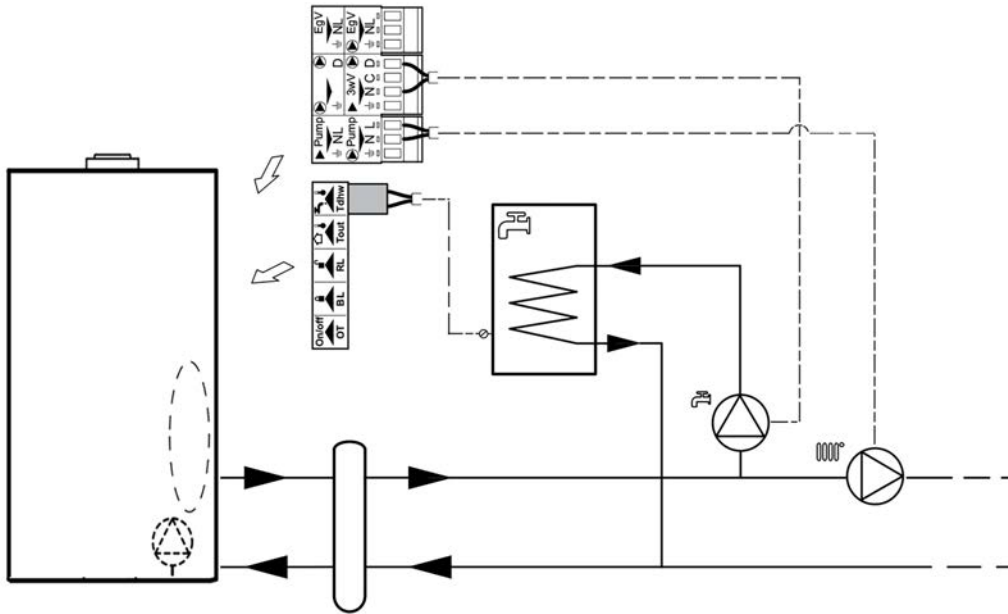 Pump EgV
NL D NL
Pump 3wV EgV
N L N C D NL
On/off
OT BL RL Tout Tdhw